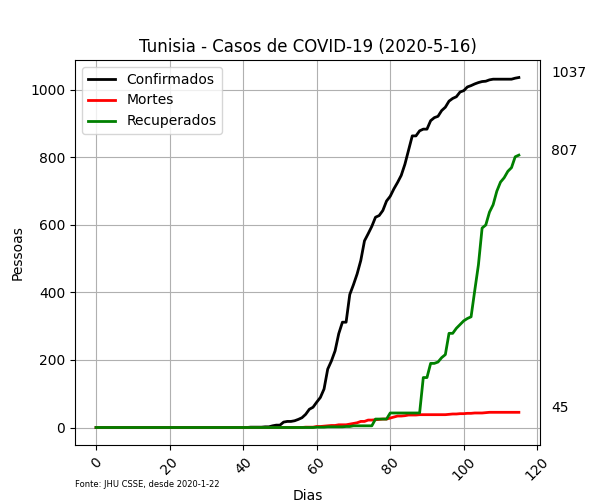 Tunisia - Casos de COVID-19 (2020-5-16)
Confirmados
Mortes
Recuperados
1037
807
45
Pessoas
1000
800
600
400
200
0
0 20 40 60 80 100 120
Fonte: JHU CSSE, desde 2020-1-22
Dias